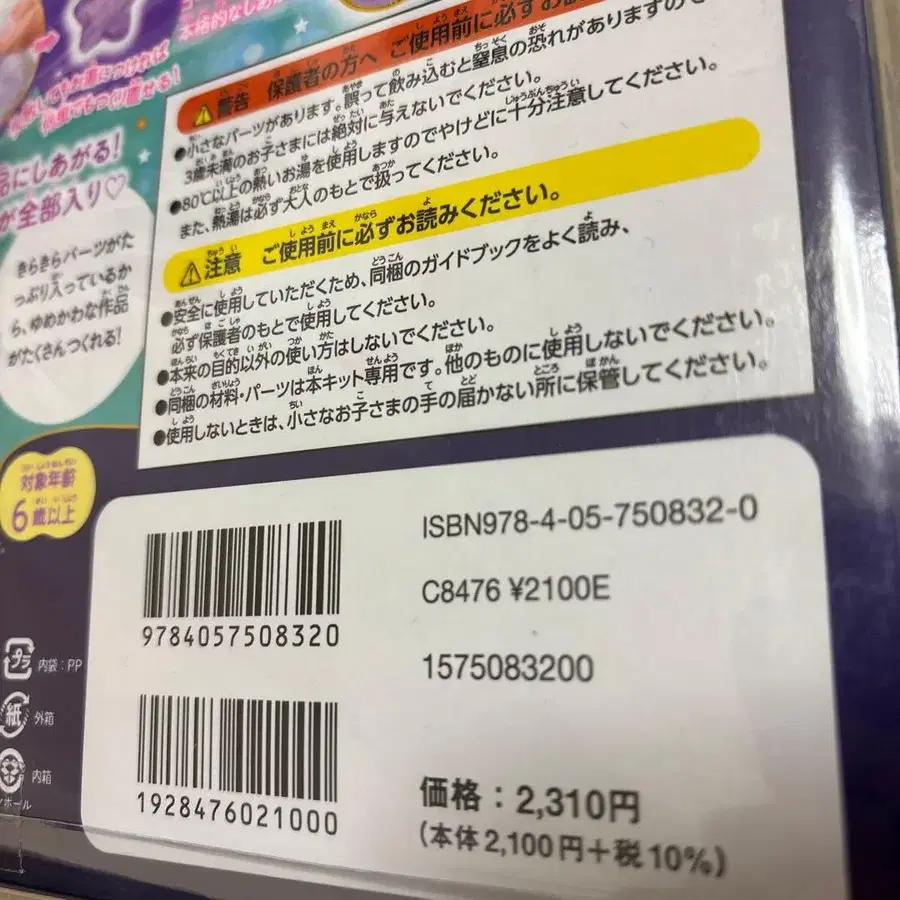 品にしあがる！
が全部入り♡
きらきらパーツがた
っぷり入っているか
ら、ゆめかわな作品
がたくさんつくれる！
対象年齢
6歳以上
内袋：PP
紙 外箱
内箱
警告 保護者の方へ ご使用前に必ずお
●小さなパーツがあります。誤って飲み込むと窒息の恐れがありますので
3歳未満のお子さまには絶対に与えないでください。
●80℃以上の熱いお湯を使用しますのでやけどに十分注意してください。
また、熱湯は必ず大人のもとで扱ってください。
注意 ご使用前に必ずお読みください。
●安全に使用していただくため、同梱のガイドブックをよく読み、
必ず保護者のもとで使用してください。
●本来の目的以外の使い方はしないでください。
●同梱の材料・パーツは本キット専用です。他のものに使用しないでください。
●使用しないときは、小さなお子さまの手の届かない所に保管してください。
9784057508320
1928476021000
ISBN978-4-05-750832-0
C8476 ¥2100E
1575083200
価格：2,310円
（本体2,100円＋税10%）